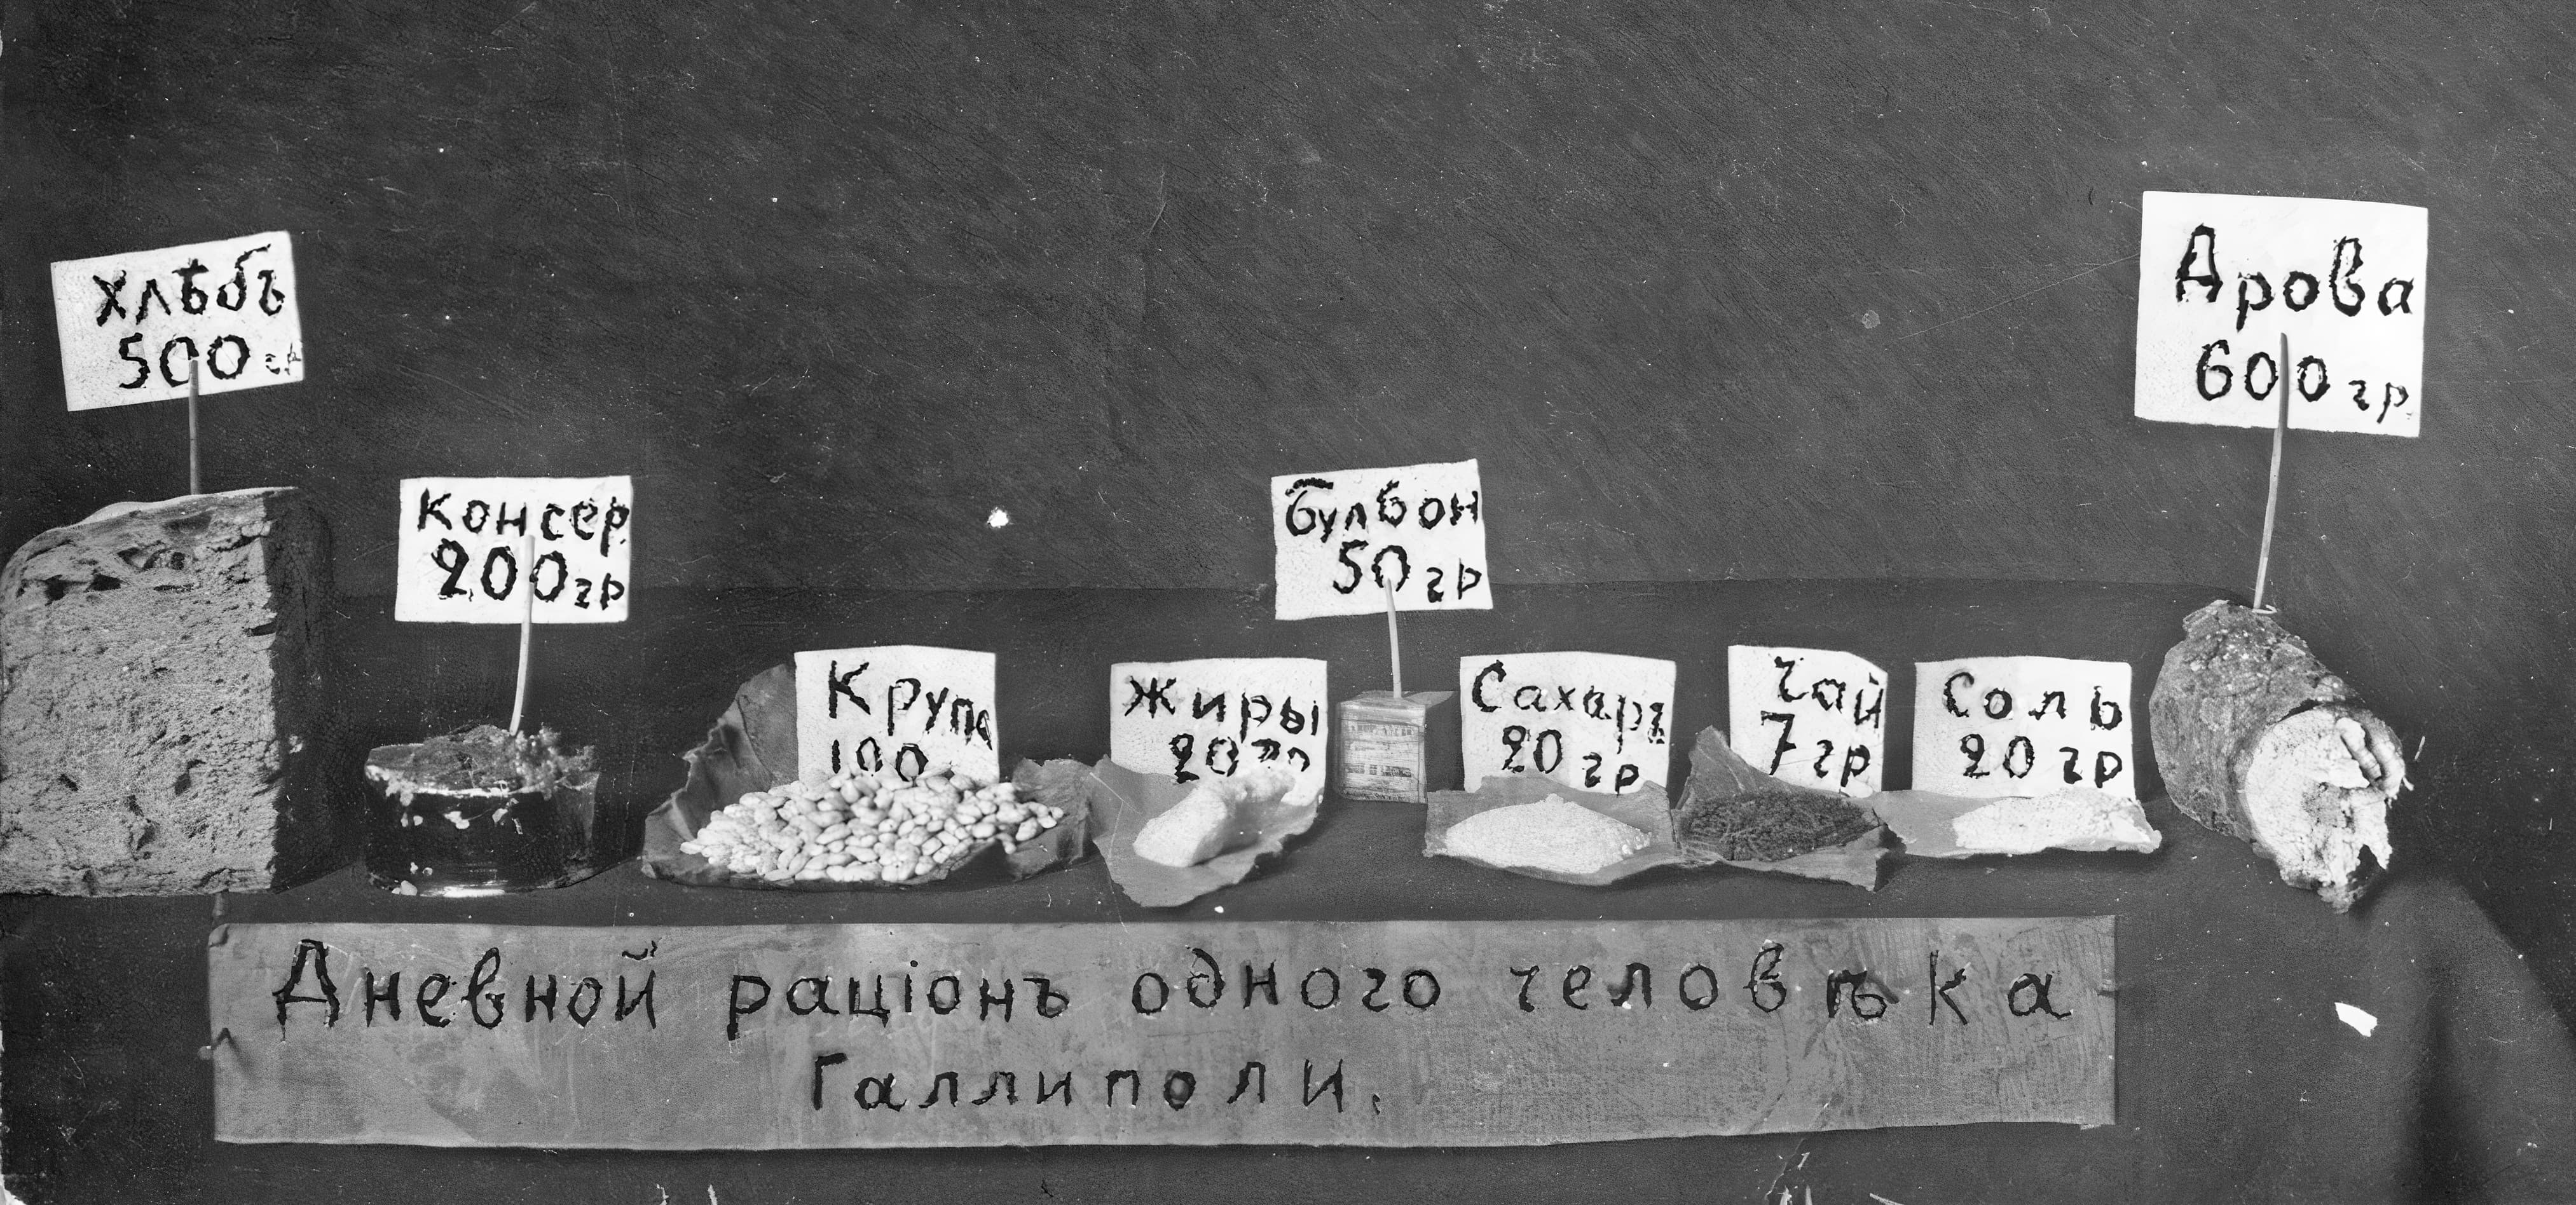 Хлѣбъ
500 гр
Консер
200 гр
Крупа
100
Жиры
20 гр
булбон
50 гр
Сахаръ
20 гр
Чай
7 гр
Соль
20 гр
Дрова
600 гр
Дневной раціонъ одного человѣка
Галлиполи.